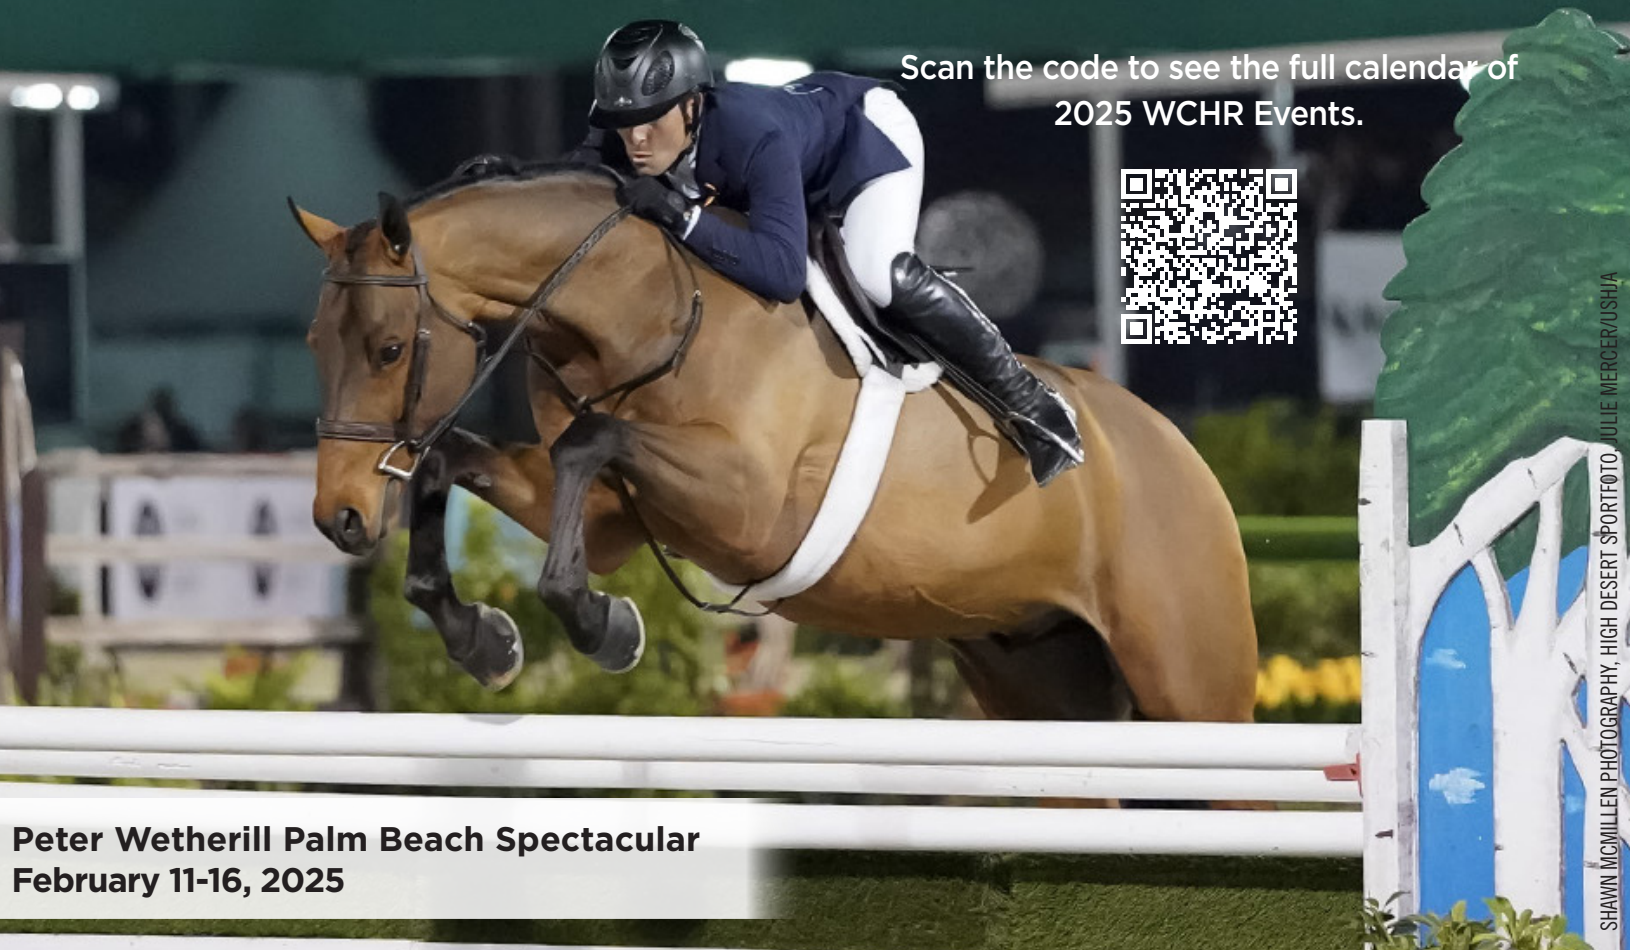 Scan the code to see the full calendar of
2025 WCHR Events.
SHAWN MCMILLEN PHOTOGRAPHY, HIGH DESERT SPORTFOTO, JULIE MERCER/USHJA
Peter Wetherill Palm Beach Spectacular
February 11-16, 2025